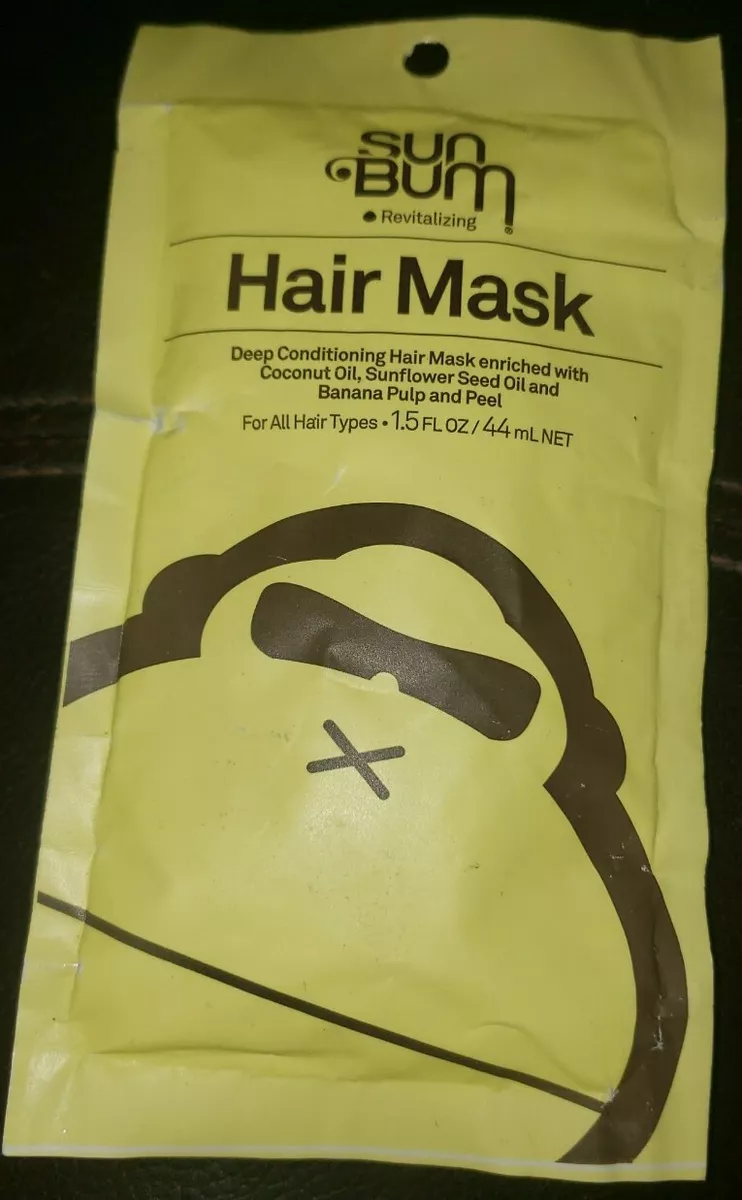 SUN
BUM®
Revitalizing
Hair Mask
Deep Conditioning Hair Mask enriched with
Coconut Oil, Sunflower Seed Oil and
Banana Pulp and Peel
For All Hair Types • 1.5 FL OZ / 44 mL NET